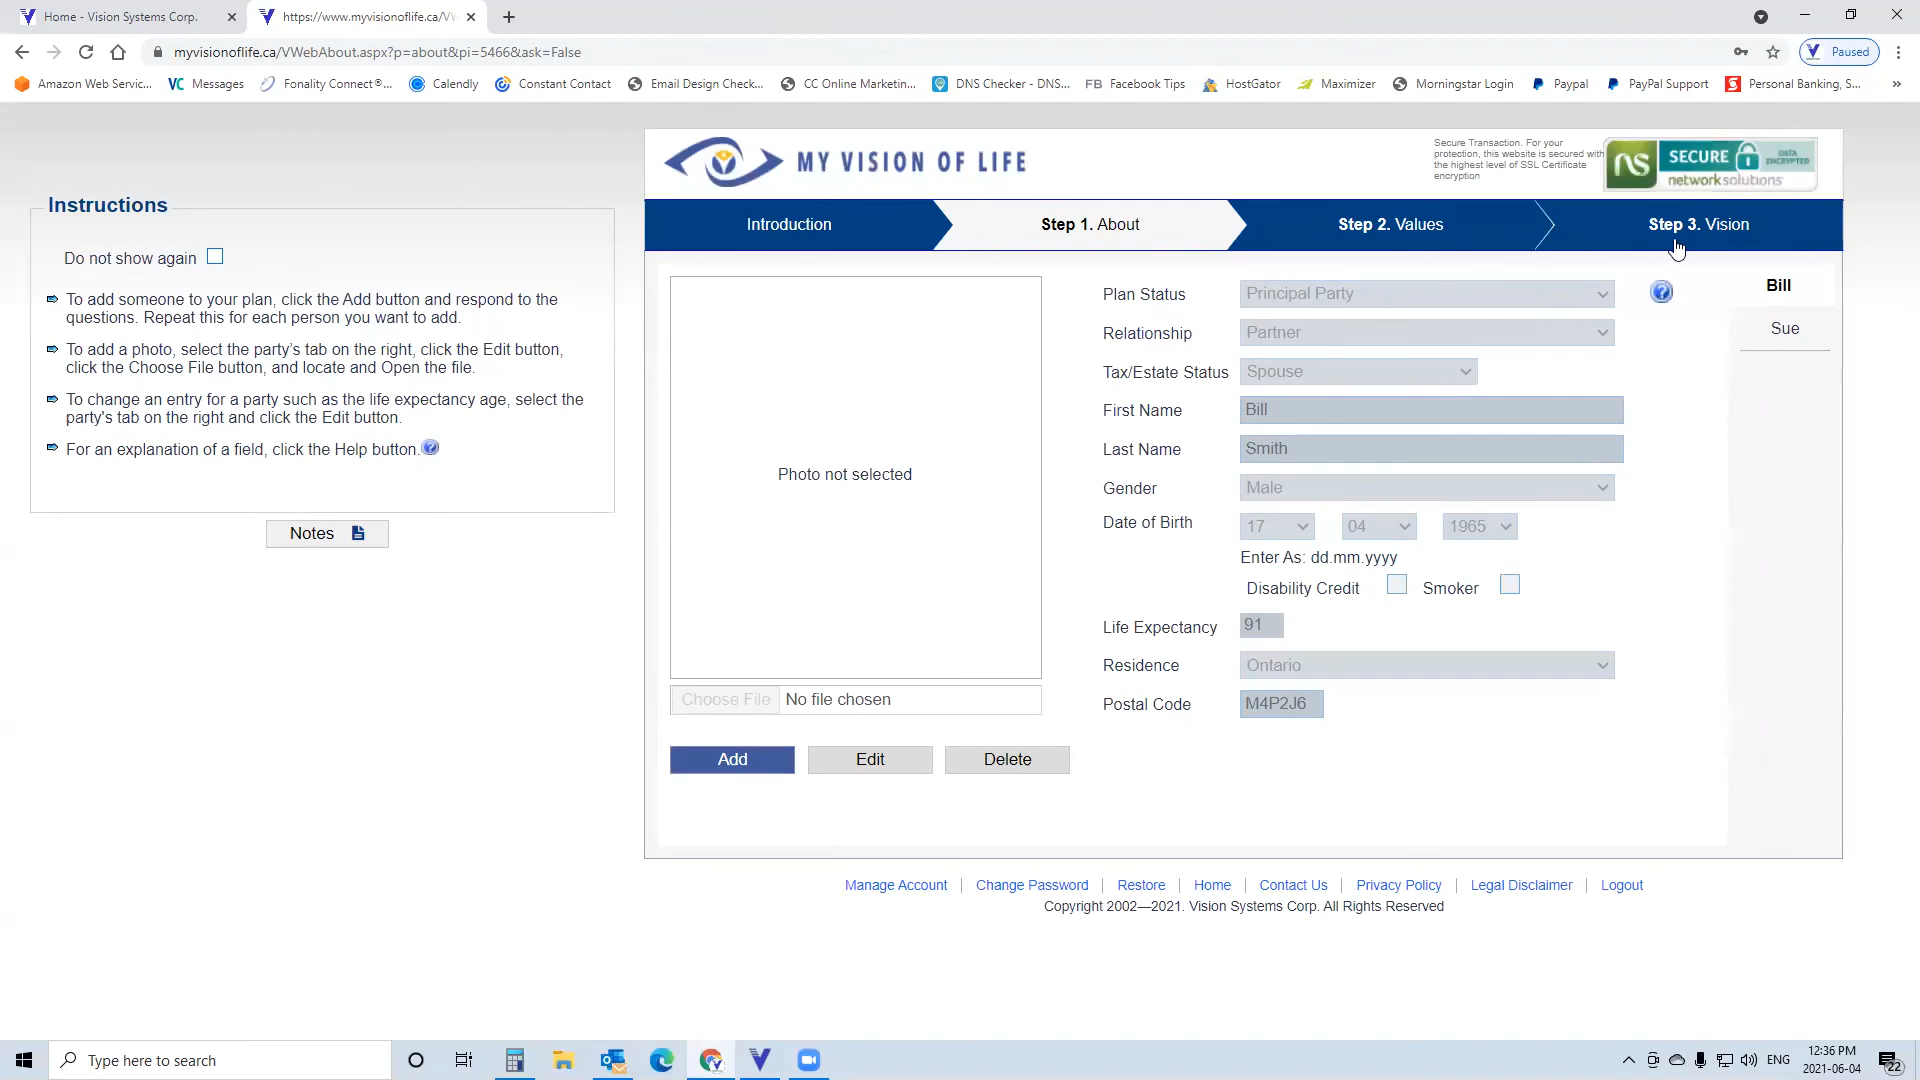 Home - Vision Systems Corp.
https://www.myvisionoflife.ca/VW
myvisionoflife.ca/VWebAbout.aspx?p=about&pi=5466&ask=False
Paused
Amazon Web Servic...
VC Messages
Fonality Connect®...
Calendly
Constant Contact
Email Design Check...
CC Online Marketin...
DNS Checker - DNS...
FB Facebook Tips
HostGator
Maximizer
Morningstar Login
Paypal
PayPal Support
Personal Banking, S...
»
MY VISION OF LIFE
Secure Transaction. For your
protection, this website is secured with
the highest level of SSL Certificate
encryption
ns
SECURE
DATA
ENCRYPTED
networksolutions
Introduction
Step 1. About
Step 2. Values
Step 3. Vision
Instructions
Do not show again
To add someone to your plan, click the Add button and respond to the
questions. Repeat this for each person you want to add.
To add a photo, select the party's tab on the right, click the Edit button,
click the Choose File button, and locate and Open the file.
To change an entry for a party such as the life expectancy age, select the
party's tab on the right and click the Edit button.
For an explanation of a field, click the Help button.
Notes
Photo not selected
Choose File No file chosen
Add
Edit
Delete
Plan Status Principal Party
Relationship Partner
Tax/Estate Status Spouse
First Name Bill
Last Name Smith
Gender Male
Date of Birth 17 04 1965
Enter As: dd.mm.yyyy
Disability Credit Smoker
Life Expectancy 91
Residence Ontario
Postal Code M4P2J6
Bill
Sue
Manage Account | Change Password | Restore | Home | Contact Us | Privacy Policy | Legal Disclaimer | Logout
Copyright 2002—2021. Vision Systems Corp. All Rights Reserved
Type here to search
ENG
12:36 PM
2021-06-04
22